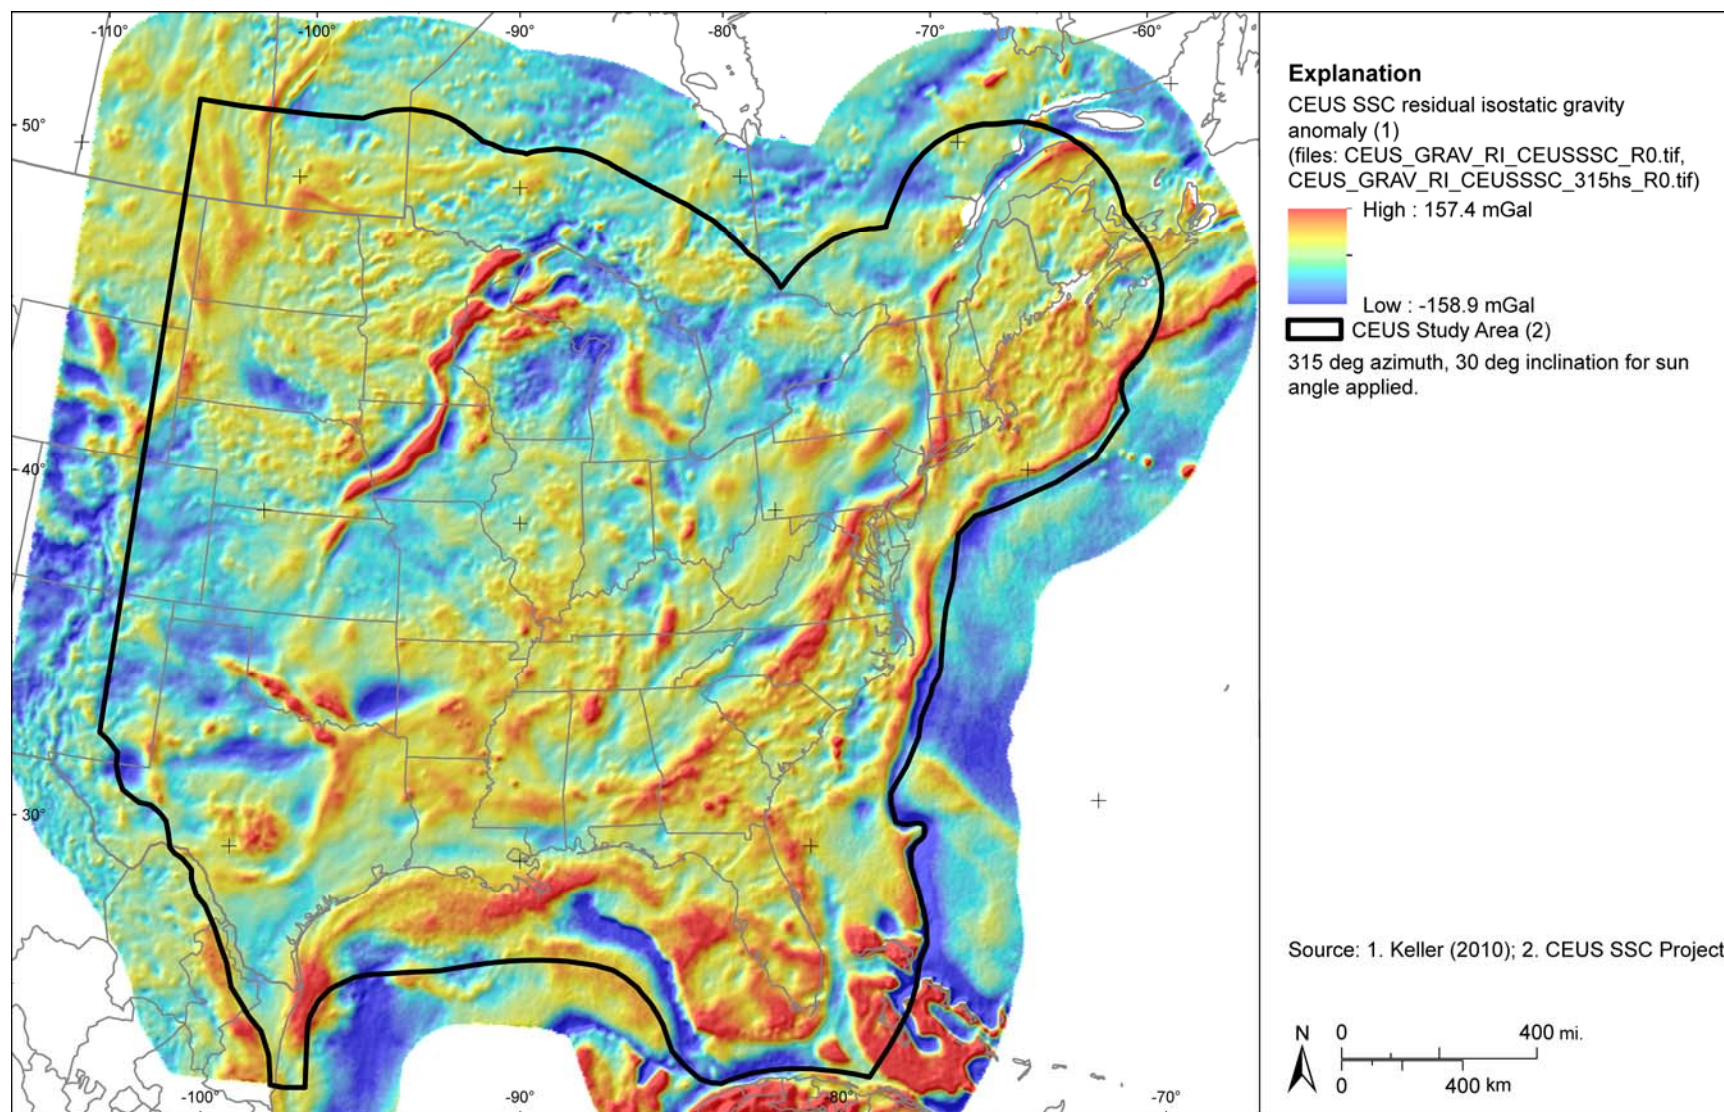 -110° -100° -90° -80° -70° -60°
50°
40°
30°
-100° -90° -80° -70°
Explanation
CEUS SSC residual isostatic gravity
anomaly (1)
(files: CEUS_GRAV_RI_CEUSSSC_R0.tif,
CEUS_GRAV_RI_CEUSSSC_315hs_R0.tif)
High : 157.4 mGal
Low : -158.9 mGal
CEUS Study Area (2)
315 deg azimuth, 30 deg inclination for sun
angle applied.
Source: 1. Keller (2010); 2. CEUS SSC Project
N 0 400 mi.
0 400 km